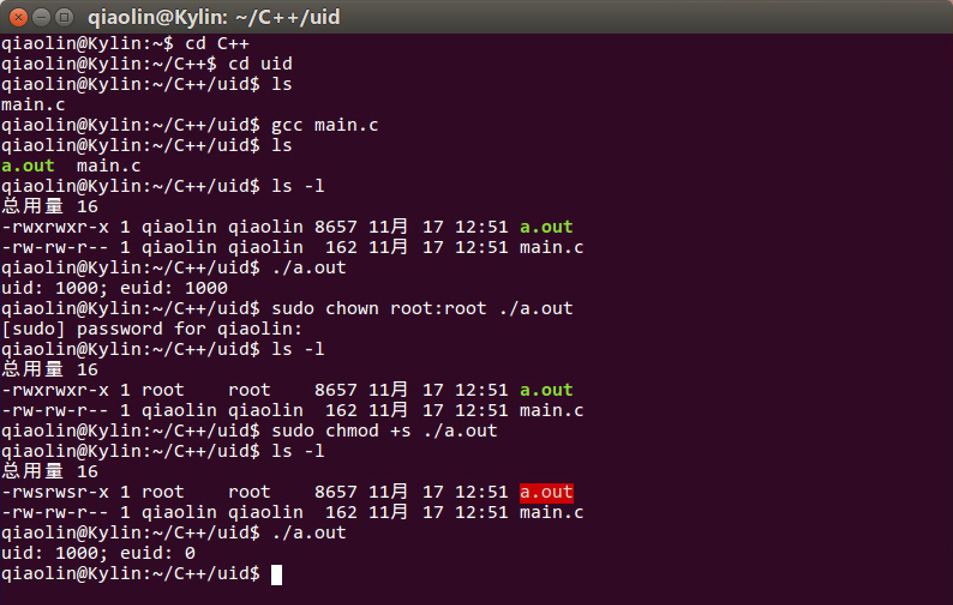 qiaolin@Kylin: ~/C++/uid
qiaolin@Kylin:~$ cd C++
qiaolin@Kylin:~/C++$ cd uid
qiaolin@Kylin:~/C++/uid$ ls
main.c
qiaolin@Kylin:~/C++/uid$ gcc main.c
qiaolin@Kylin:~/C++/uid$ ls
a.out  main.c
qiaolin@Kylin:~/C++/uid$ ls -l
总用量 16
-rwxrwxr-x 1 qiaolin qiaolin 8657 11月 17 12:51 a.out
-rw-rw-r-- 1 qiaolin qiaolin  162 11月 17 12:51 main.c
qiaolin@Kylin:~/C++/uid$ ./a.out
uid: 1000; euid: 1000
qiaolin@Kylin:~/C++/uid$ sudo chown root:root ./a.out
[sudo] password for qiaolin:
qiaolin@Kylin:~/C++/uid$ ls -l
总用量 16
-rwxrwxr-x 1 root    root    8657 11月 17 12:51 a.out
-rw-rw-r-- 1 qiaolin qiaolin  162 11月 17 12:51 main.c
qiaolin@Kylin:~/C++/uid$ sudo chmod +s ./a.out
qiaolin@Kylin:~/C++/uid$ ls -l
总用量 16
-rwsrwsr-x 1 root    root    8657 11月 17 12:51 a.out
-rw-rw-r-- 1 qiaolin qiaolin  162 11月 17 12:51 main.c
qiaolin@Kylin:~/C++/uid$ ./a.out
uid: 1000; euid: 0
qiaolin@Kylin:~/C++/uid$